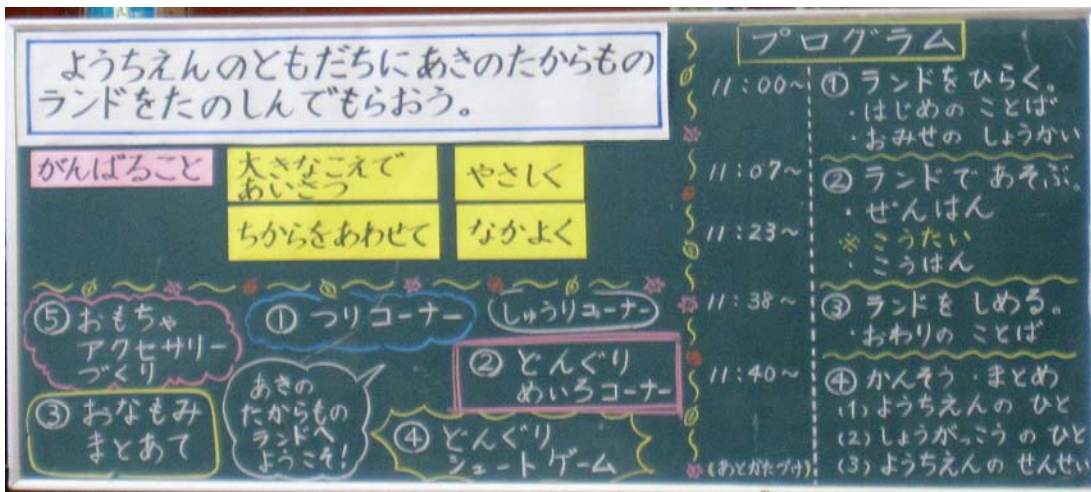 ようちえんのともだちにあきのたからもの
ランドをたのしんでもらおう。
がんばること
大きなこえで
あいさつ
やさしく
ちからをあわせて
なかよく
⑤ おもちゃ
アクセサリー
づくり
① つりコーナー
しゅうりコーナー
② どんぐり
めいろコーナー
③ おなもみ
まとあて
あきの
たからもの
ランドへ
ようこそ!
④ どんぐり
シュートゲーム
プログラム
11:00~ ① ランドをひらく。
・はじめの ことば
・おみせの しょうかい
11:07~ ② ランドで あそぶ。
・ぜんはん
11:23~ ※ こうたい
・こうはん
11:38~ ③ ランドを しめる。
・おわりの ことば
11:40~ ④ かんそう・まとめ
(1)ようちえんの ひと
(2)しょうがっこう の ひと
(あとかたづけ) (3)ようちえんの せんせい